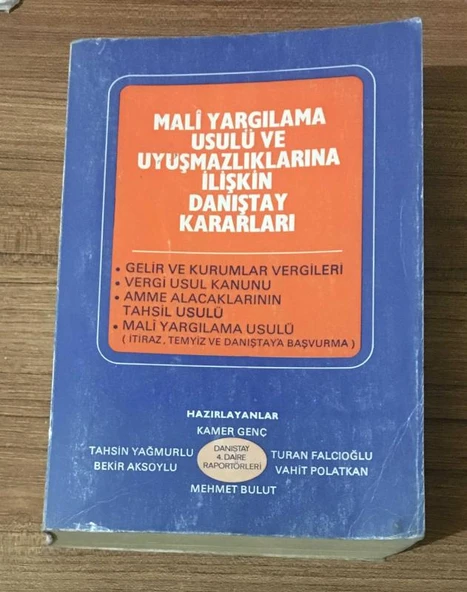 MALÎ YARGILAMA
USULÜ VE
UYUŞMAZLIKLARINA
İLİŞKİN
DANIŞTAY
KARARLARI
• GELİR VE KURUMLAR VERGİLERİ
• VERGİ USUL KANUNU
• AMME ALACAKLARININ
TAHSİL USULÜ
• MALİ YARGILAMA USULÜ
( İTİRAZ, TEMYİZ VE DANIŞTAYA BAŞVURMA )
HAZIRLAYANLAR
KAMER GENÇ
TAHSİN YAĞMURLU
BEKİR AKSOYLU
DANIŞTAY
4. DAİRE
RAPORTÖRLERİ
TURAN FALCIOĞLU
VAHİT POLATKAN
MEHMET BULUT